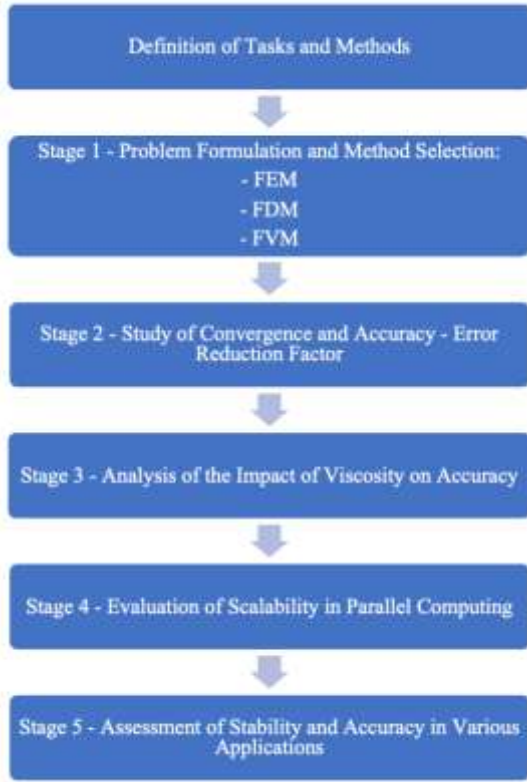 Definition of Tasks and Methods
Stage 1 - Problem Formulation and Method Selection:
- FEM
- FDM
- FVM
Stage 2 - Study of Convergence and Accuracy - Error
Reduction Factor
Stage 3 - Analysis of the Impact of Viscosity on Accuracy
Stage 4 - Evaluation of Scalability in Parallel Computing
Stage 5 - Assessment of Stability and Accuracy in Various
Applications